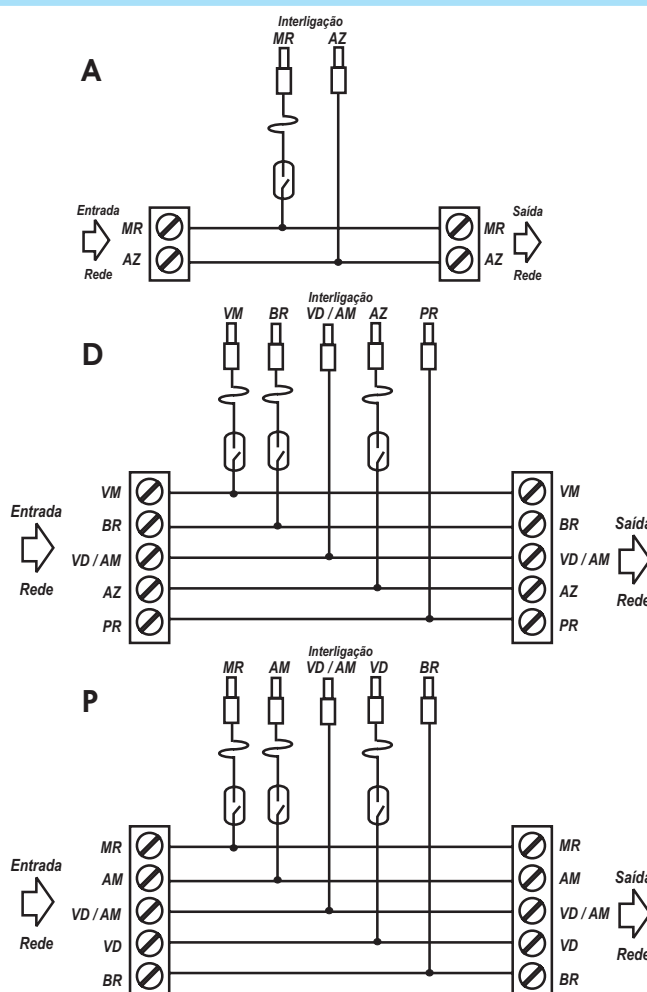 Interligação
MR AZ
A
Entrada
MR
AZ
Rede
Saída
MR
AZ
Rede
Interligação
VM BR VD / AM AZ PR
D
Entrada
Rede
VM
BR
VD / AM
AZ
PR
VM
BR
VD / AM
AZ
PR
Saída
Rede
Interligação
MR AM VD / AM VD BR
P
Entrada
Rede
MR
AM
VD / AM
VD
BR
MR
AM
VD / AM
VD
BR
Saída
Rede